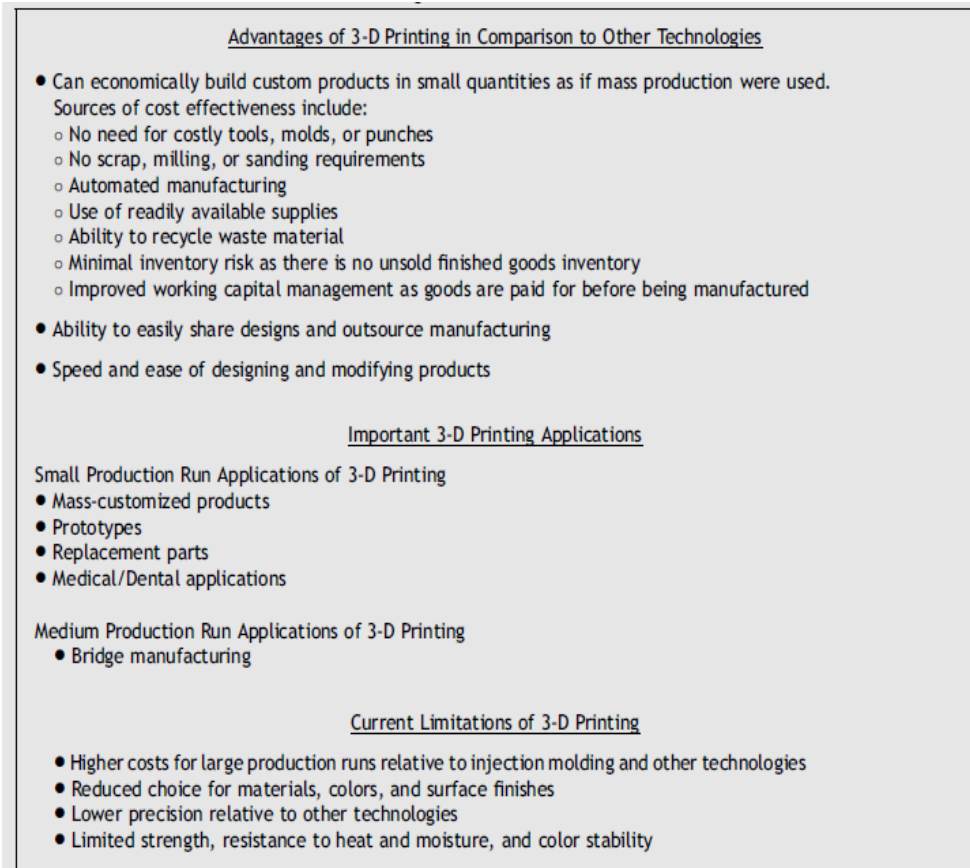 Advantages of 3-D Printing in Comparison to Other Technologies
● Can economically build custom products in small quantities as if mass production were used.
Sources of cost effectiveness include:
○ No need for costly tools, molds, or punches
○ No scrap, milling, or sanding requirements
○ Automated manufacturing
○ Use of readily available supplies
○ Ability to recycle waste material
○ Minimal inventory risk as there is no unsold finished goods inventory
○ Improved working capital management as goods are paid for before being manufactured
● Ability to easily share designs and outsource manufacturing
● Speed and ease of designing and modifying products
Important 3-D Printing Applications
Small Production Run Applications of 3-D Printing
● Mass-customized products
● Prototypes
● Replacement parts
● Medical/Dental applications
Medium Production Run Applications of 3-D Printing
● Bridge manufacturing
Current Limitations of 3-D Printing
● Higher costs for large production runs relative to injection molding and other technologies
● Reduced choice for materials, colors, and surface finishes
● Lower precision relative to other technologies
● Limited strength, resistance to heat and moisture, and color stability